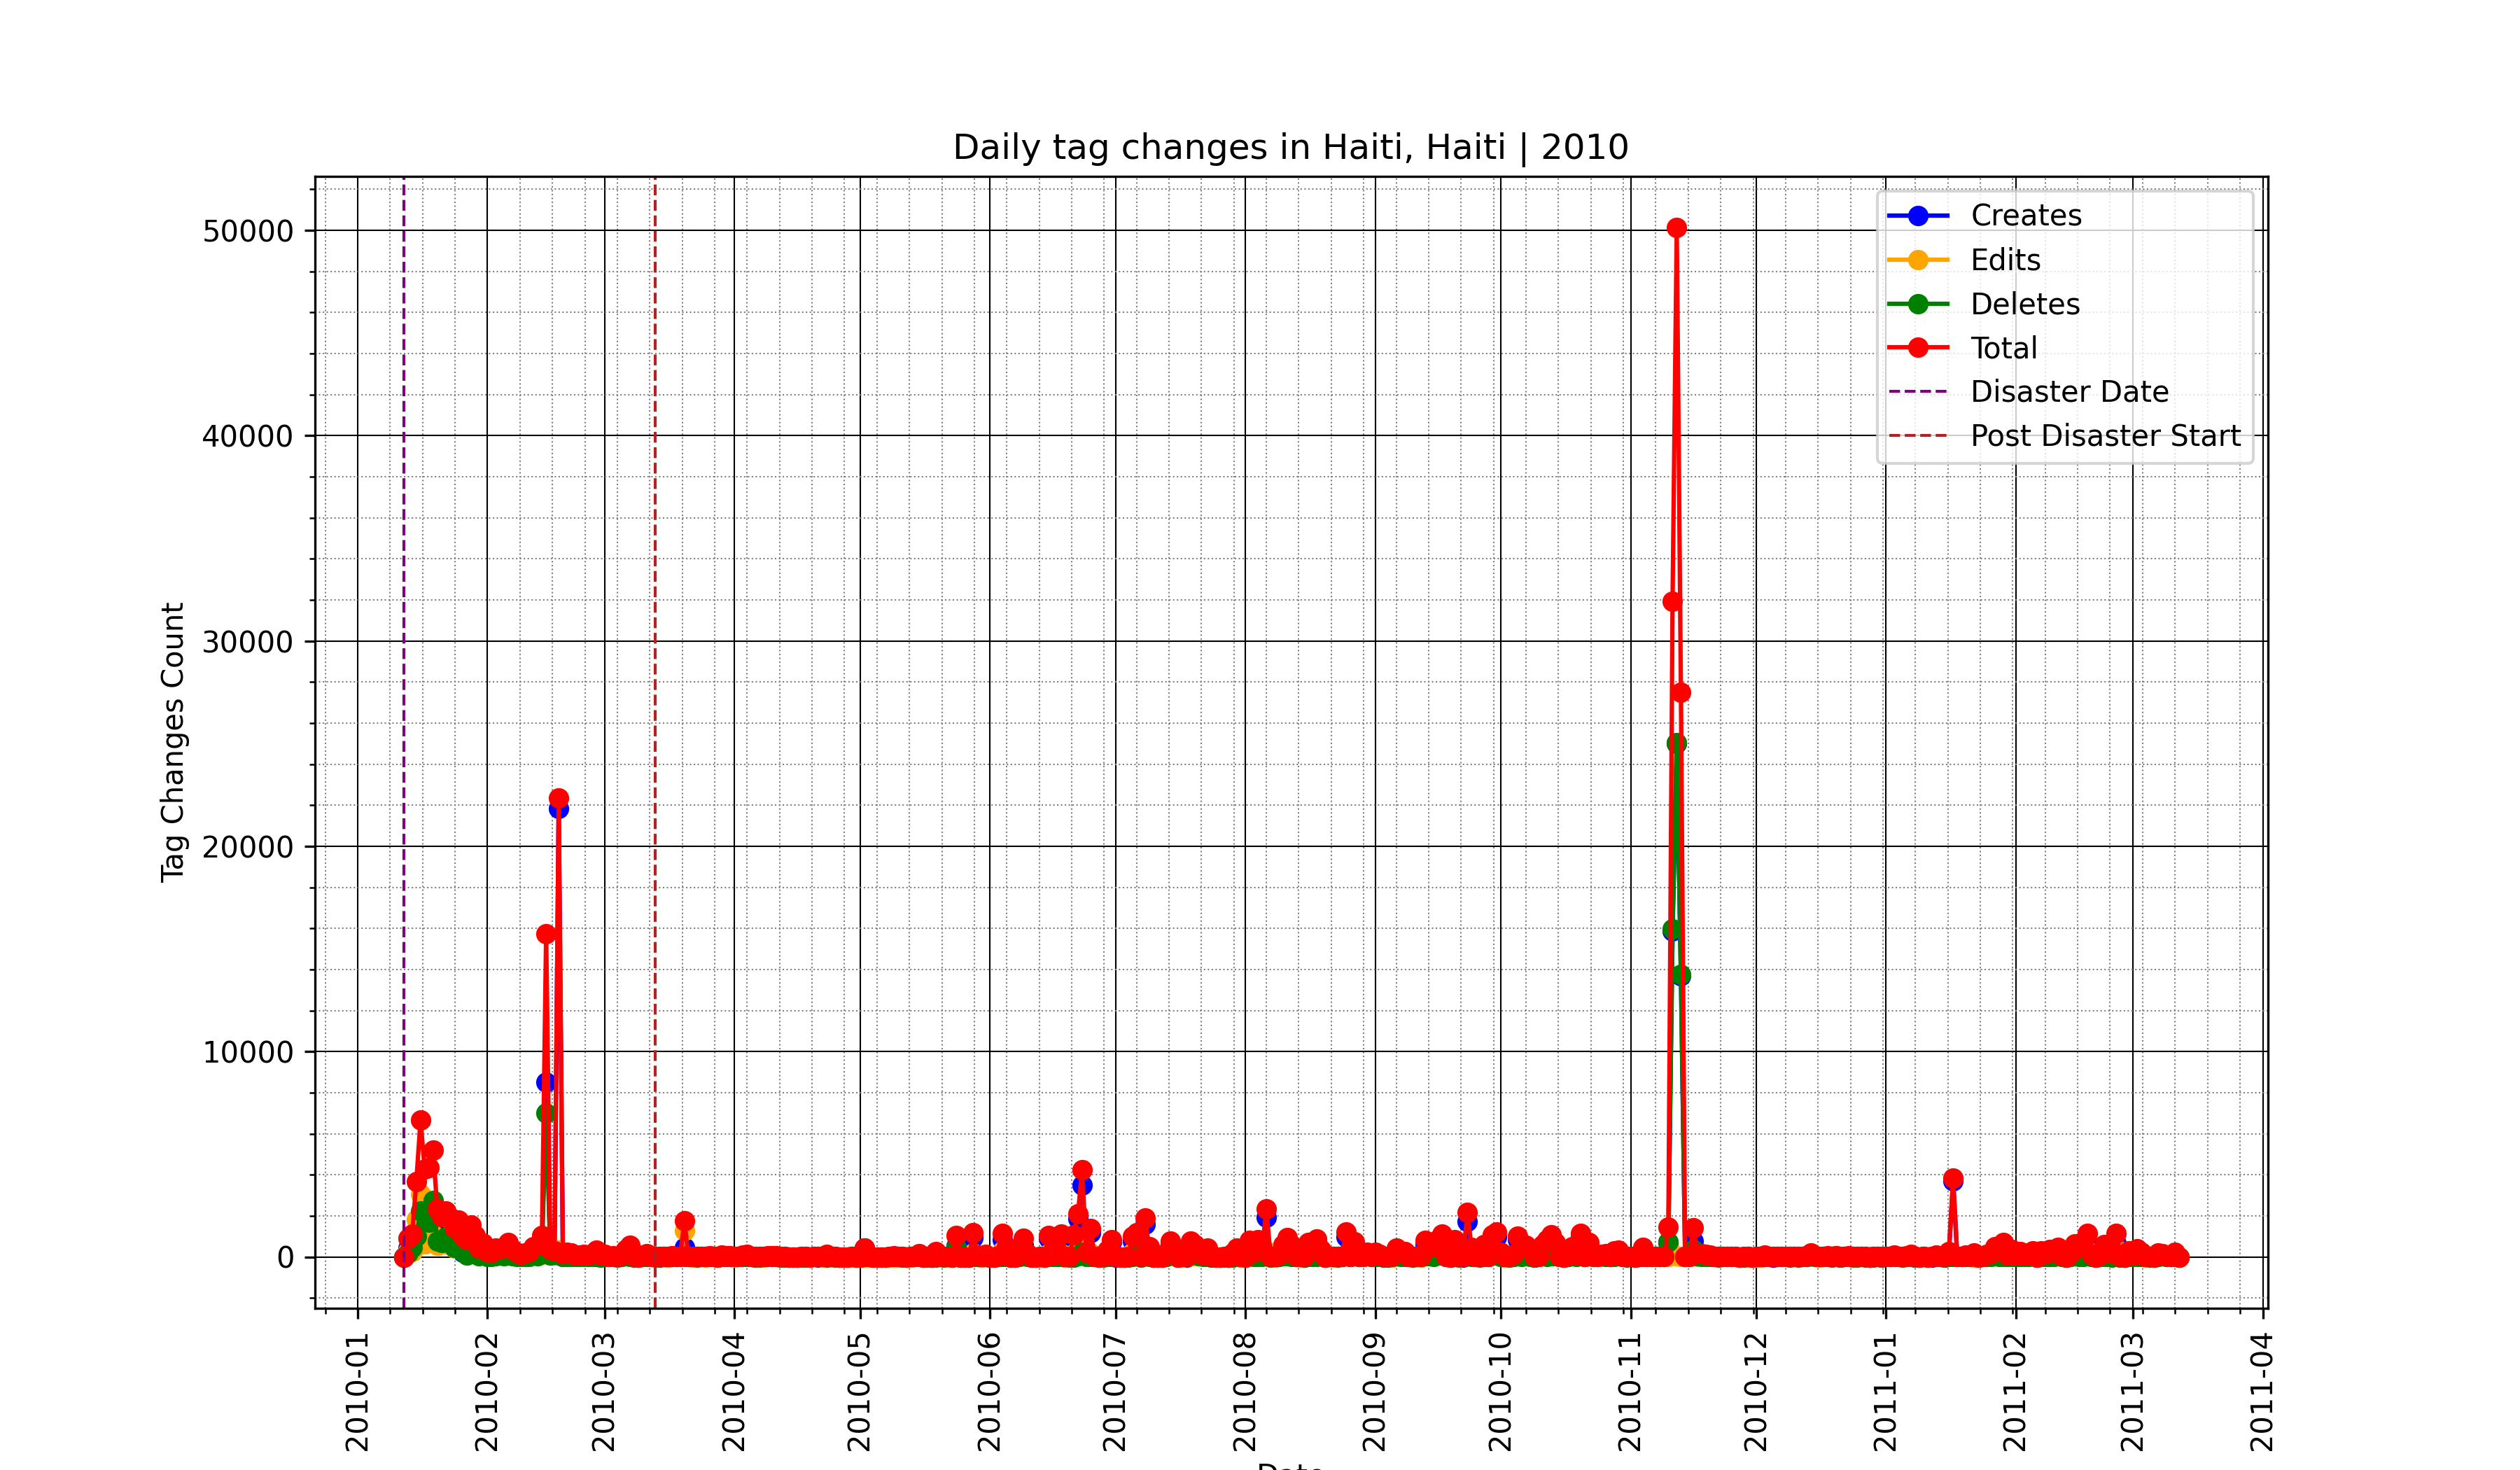 Daily tag changes in Haiti, Haiti | 2010
Creates
Edits
Deletes
Total
Disaster Date
Post Disaster Start
Tag Changes Count
50000
40000
30000
20000
10000
0
2010-01
2010-02
2010-03
2010-04
2010-05
2010-06
2010-07
2010-08
2010-09
2010-10
2010-11
2010-12
2011-01
2011-02
2011-03
2011-04
Date